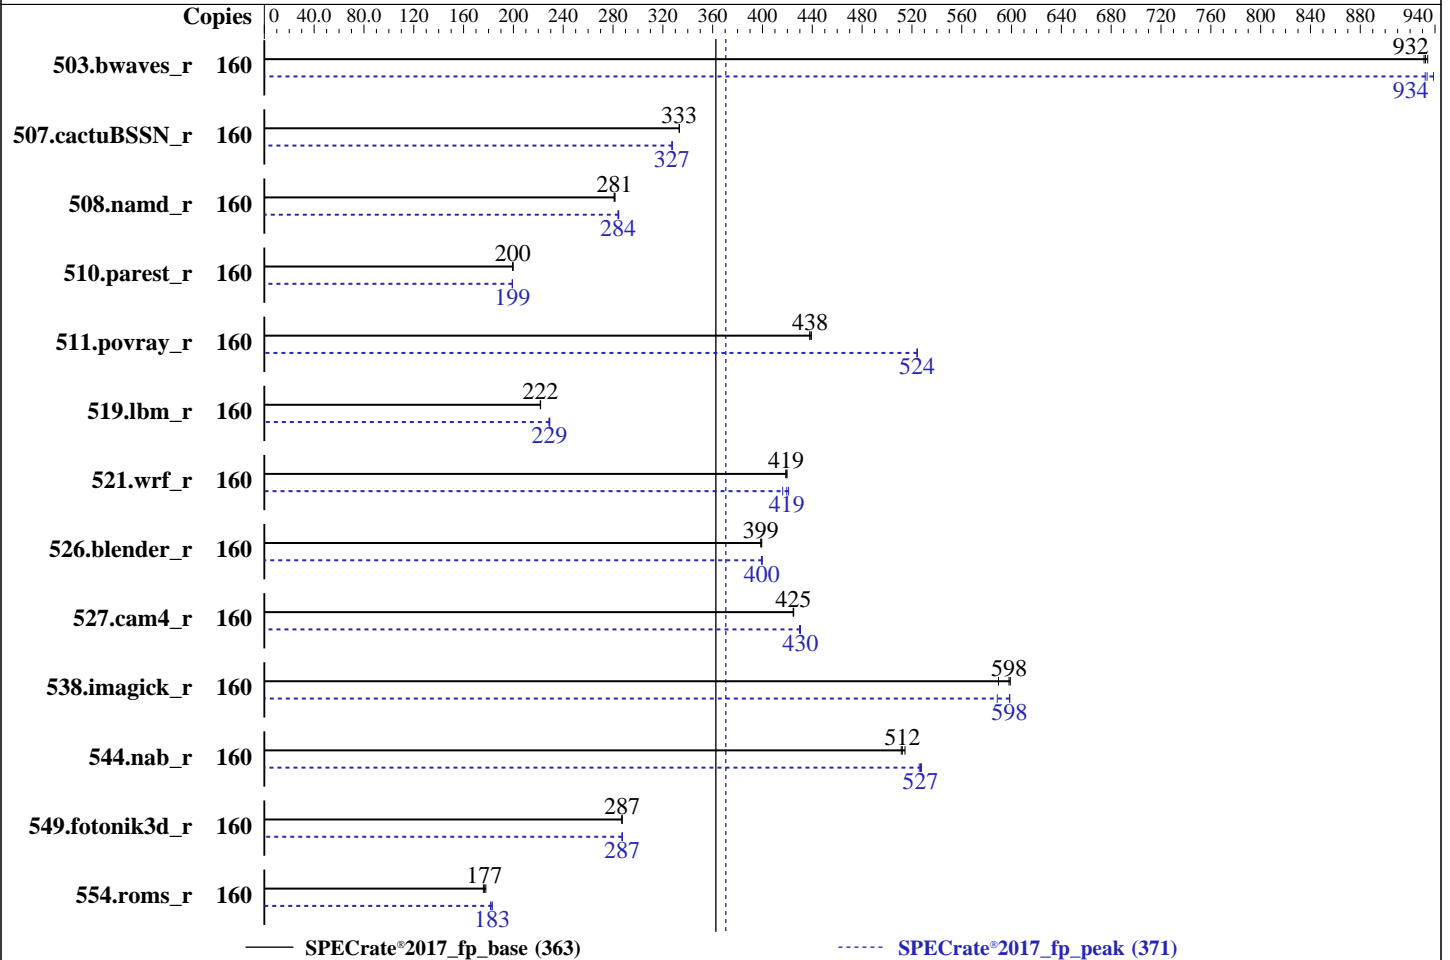 Copies 0 40.0 80.0 120 160 200 240 280 320 360 400 440 480 520 560 600 640 680 720 760 800 840 880 940
932
503.bwaves_r 160
934
333
507.cactuBSSN_r 160
327
281
508.namd_r 160
284
200
510.parest_r 160
199
438
511.povray_r 160
524
222
519.lbm_r 160
229
419
521.wrf_r 160
419
399
526.blender_r 160
400
425
527.cam4_r 160
430
598
538.imagick_r 160
598
512
544.nab_r 160
527
287
549.fotonik3d_r 160
287
177
554.roms_r 160
183
SPECrate®2017_fp_base (363) SPECrate®2017_fp_peak (371)